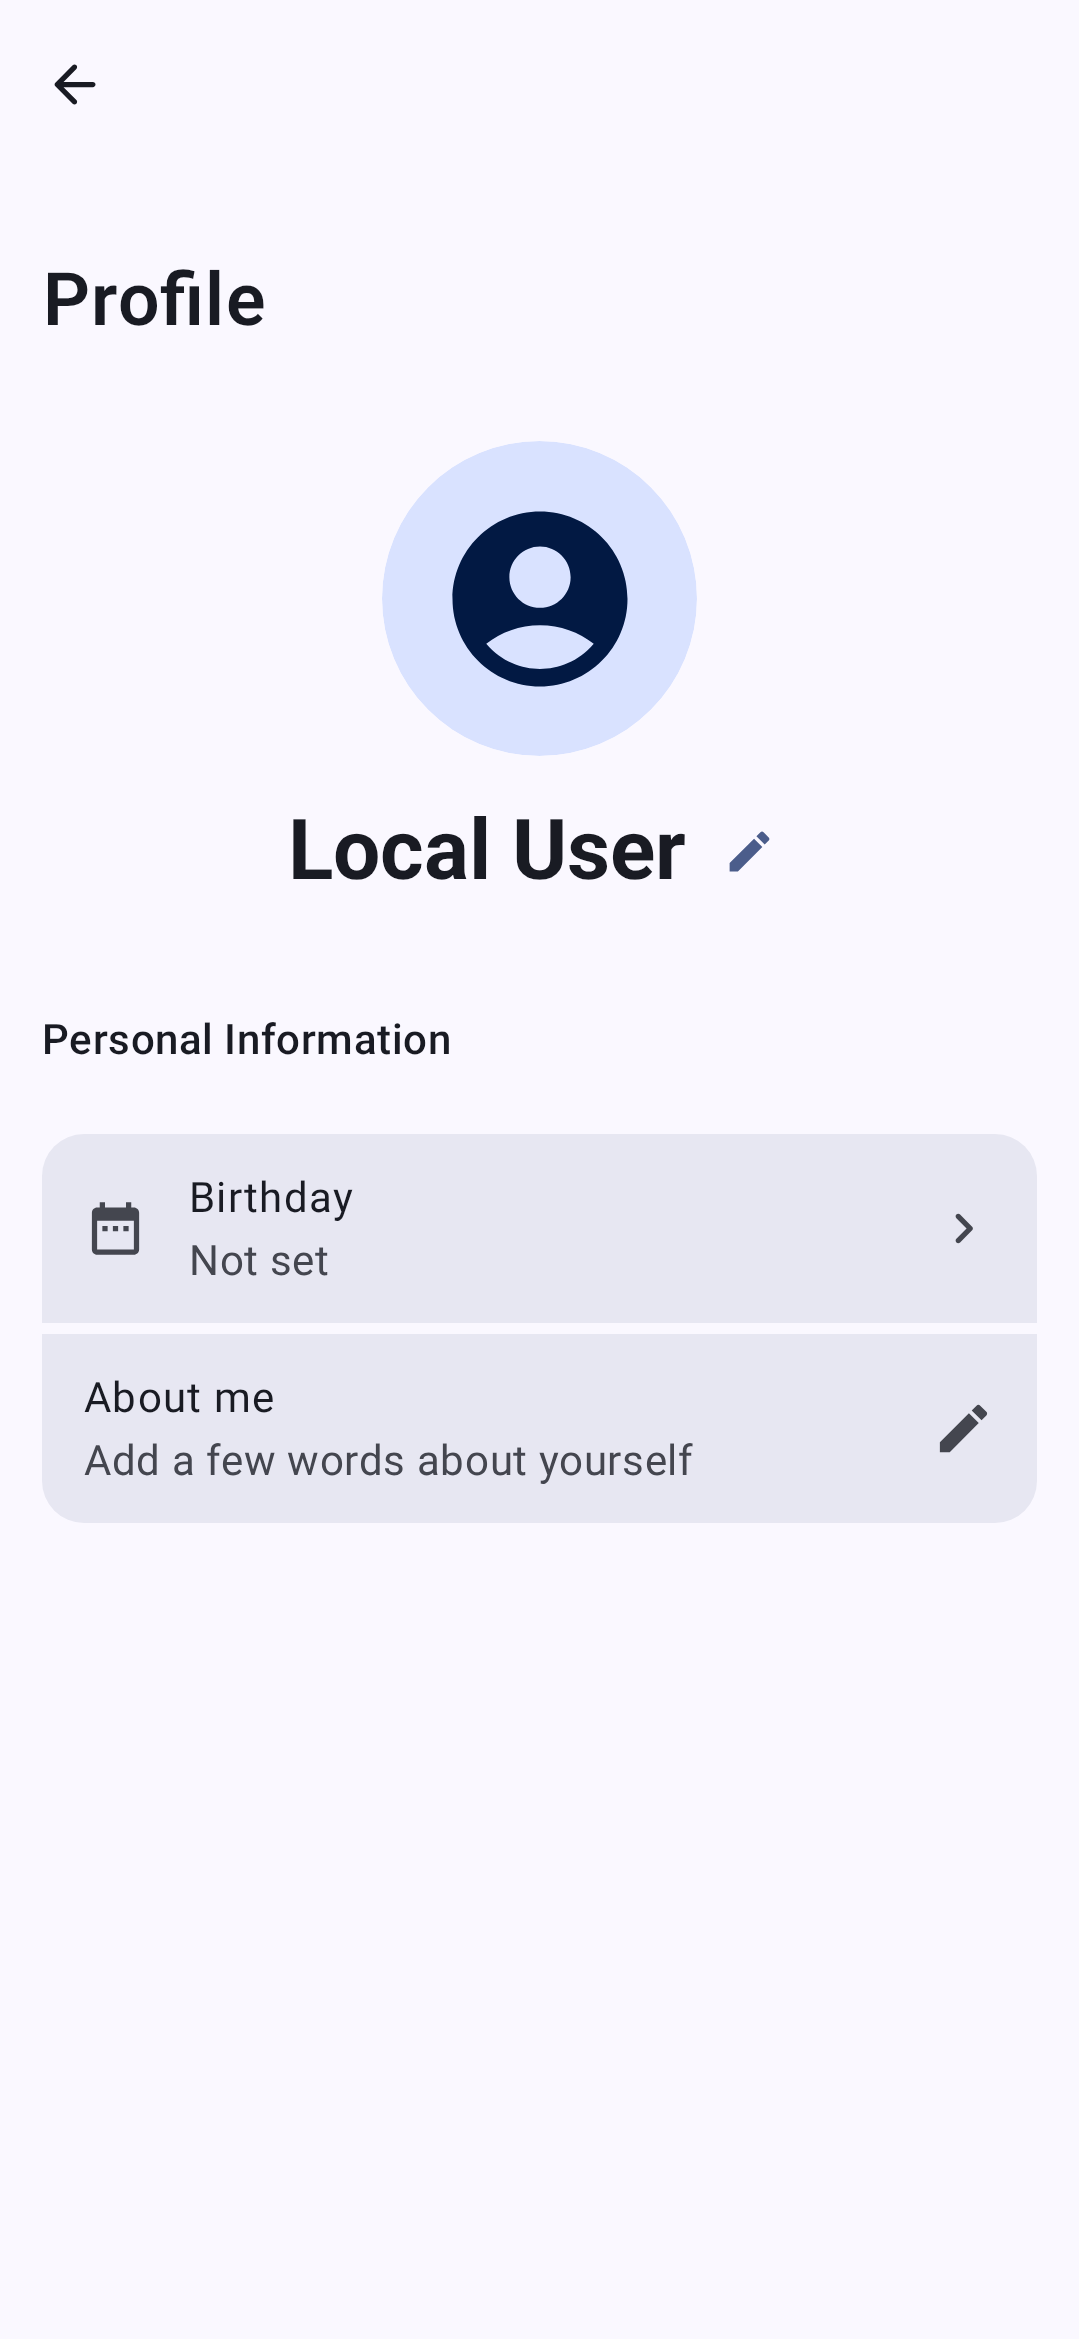 Profile
Local User
Personal Information
Birthday
Not set
About me
Add a few words about yourself